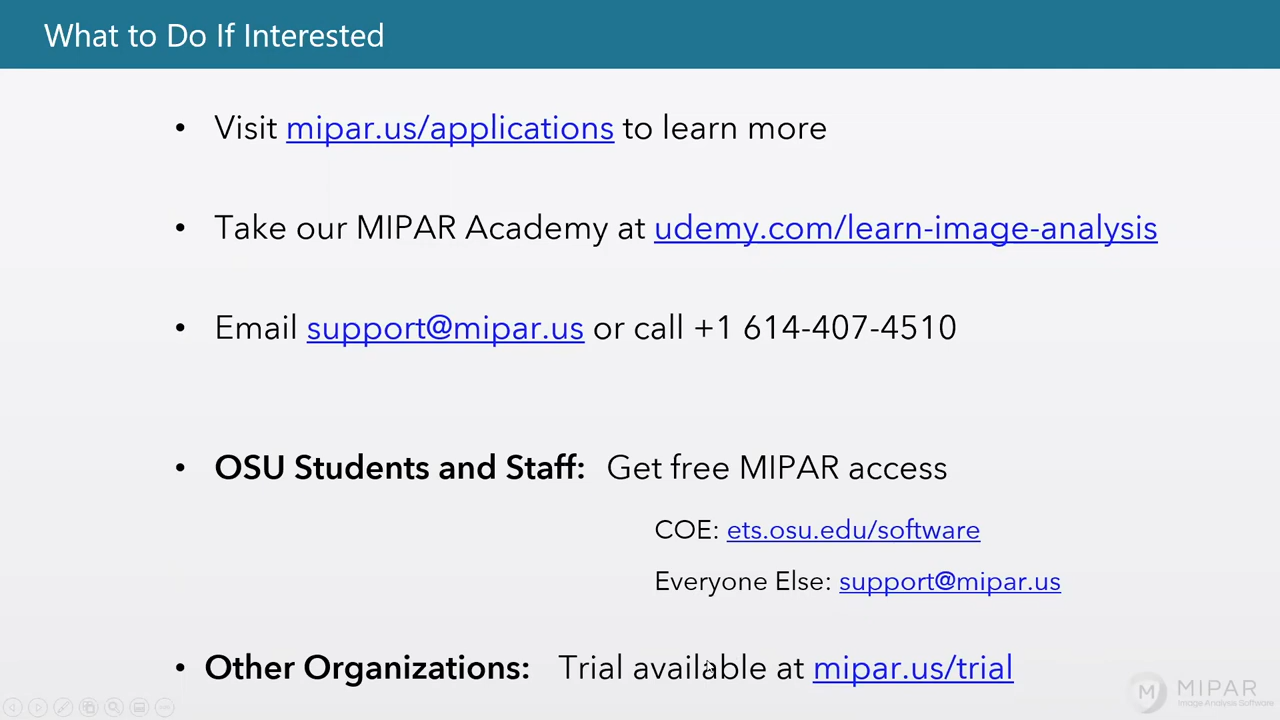 What to Do If Interested
• Visit mipar.us/applications to learn more
• Take our MIPAR Academy at udemy.com/learn-image-analysis
• Email support@mipar.us or call +1 614-407-4510
• OSU Students and Staff: Get free MIPAR access
COE: ets.osu.edu/software
Everyone Else: support@mipar.us
• Other Organizations: Trial available at mipar.us/trial
M MIPAR
Image Analysis Software